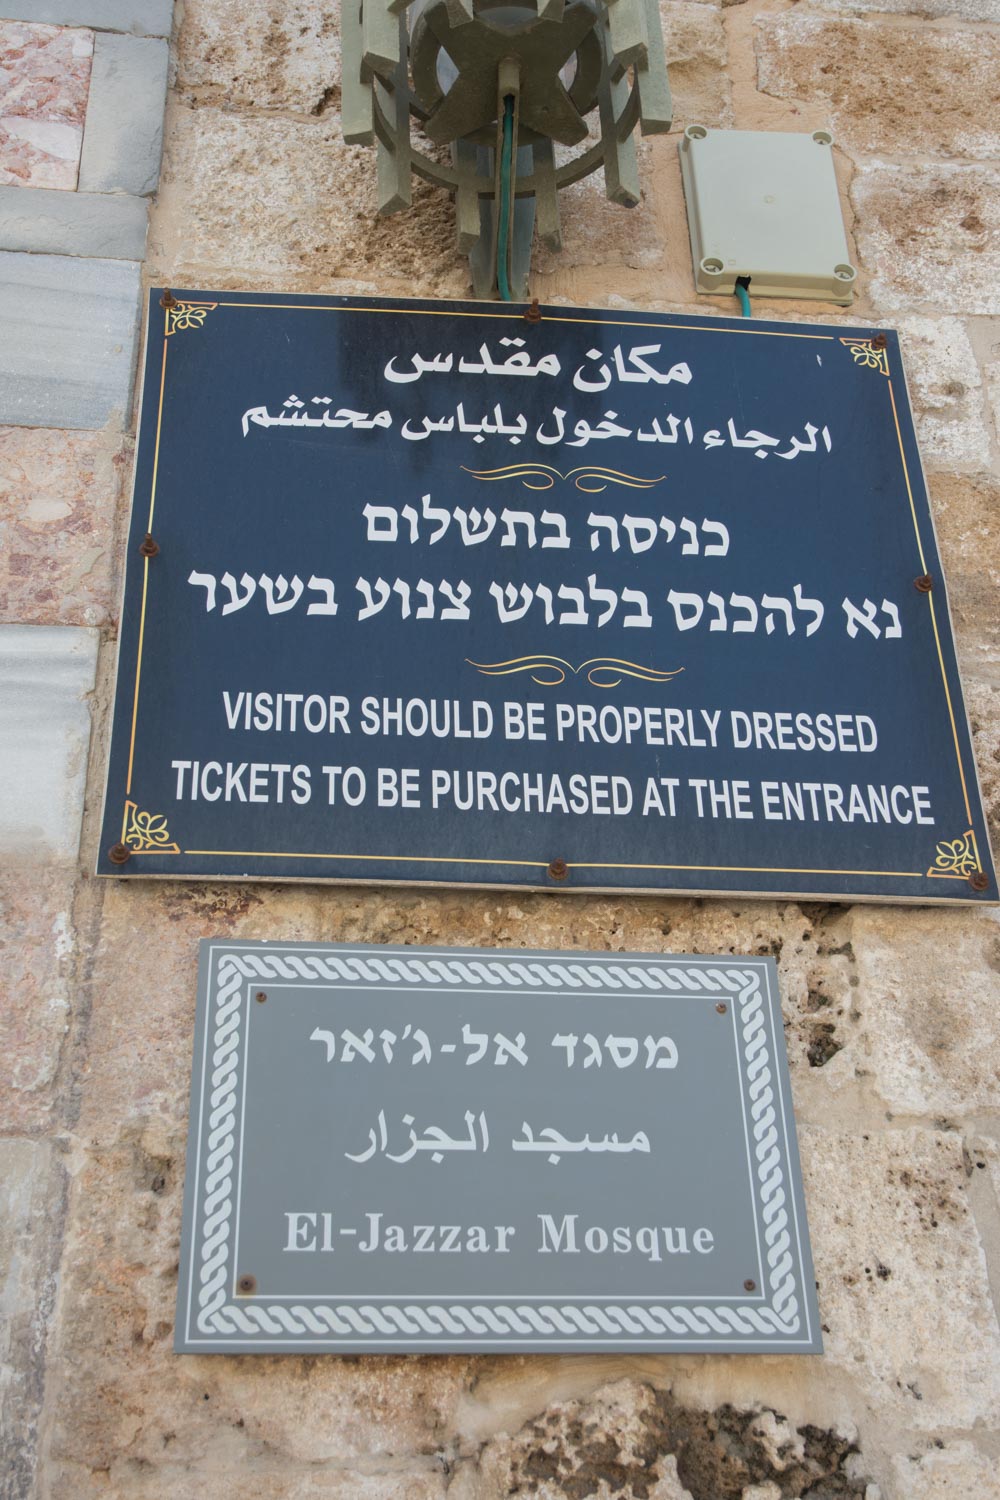 مكان مقدس
الرجاء الدخول بلباس محتشم
כניסה בתשלום
נא להכנס בלבוש צנוע בשער
VISITOR SHOULD BE PROPERLY DRESSED
TICKETS TO BE PURCHASED AT THE ENTRANCE
מסגד אל-ג'זאר
مسجد الجزار
El-Jazzar Mosque